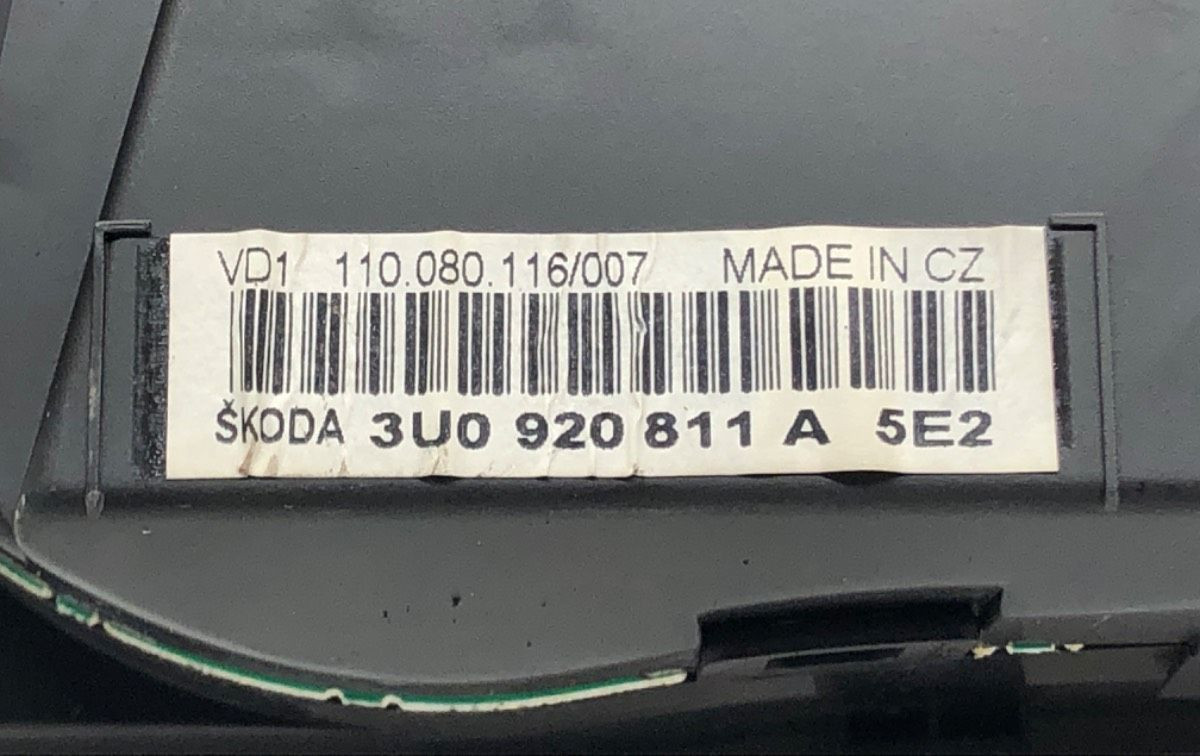 VD1 110.080.116/007 MADE IN CZ
ŠKODA 3U0 920 811 A 5E2